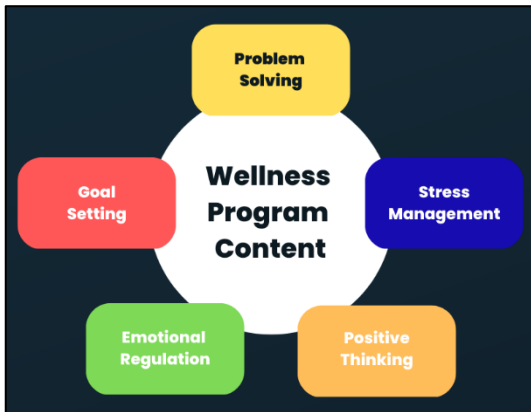 Problem
Solving
Wellness
Program
Content
Goal
Setting
Stress
Management
Emotional
Regulation
Positive
Thinking